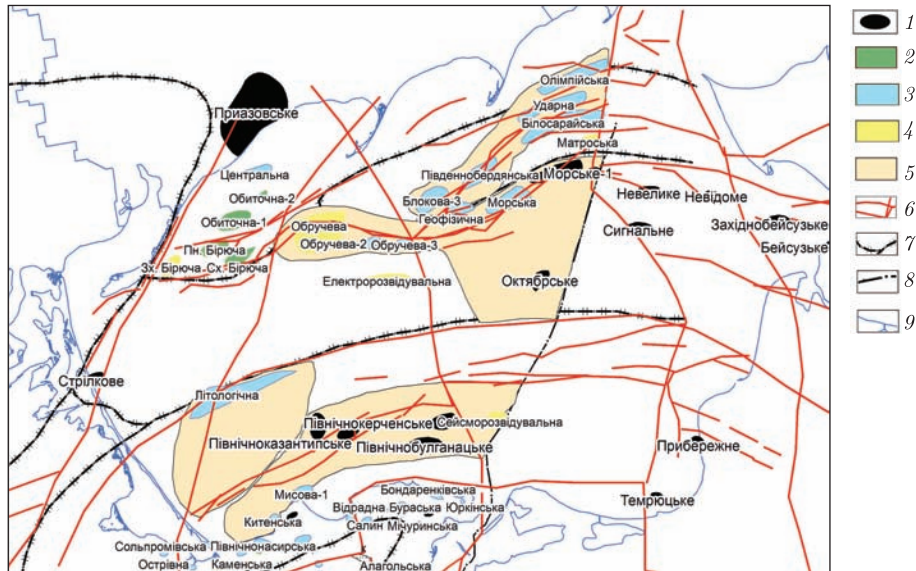 Олімпійська
1
2
Ударна
3
Приазовське
Білосарайська
4
Матроська
5
Центральна
Південнобердянська
Морське-1
6
Обиточна-2
Блокова-3
Морська
Невелике
Невідоме
Обиточна-1
Геофізична
Західнобейсузьке
7
Обручева
Сигнальне
Пн. Бірюча
Обручева-2
Обручева-3
Бейсузьке
8
Зх. Бірюча
Сх. Бірюча
Електророзвідувальна
Октябрське
9
Стрілкове
Літологічна
Північнокерченське
Сейсморозвідувальна
Північноказантипське
Північнобулганацьке
Прибережне
Мисова-1
Бондаренківська
Темрюцьке
Відрадна
Бураська
Юркінська
Китенська
Салин
Мічуринська
Сольпромівська
Північнонасирська
Острівна
Каменська
Алагольська